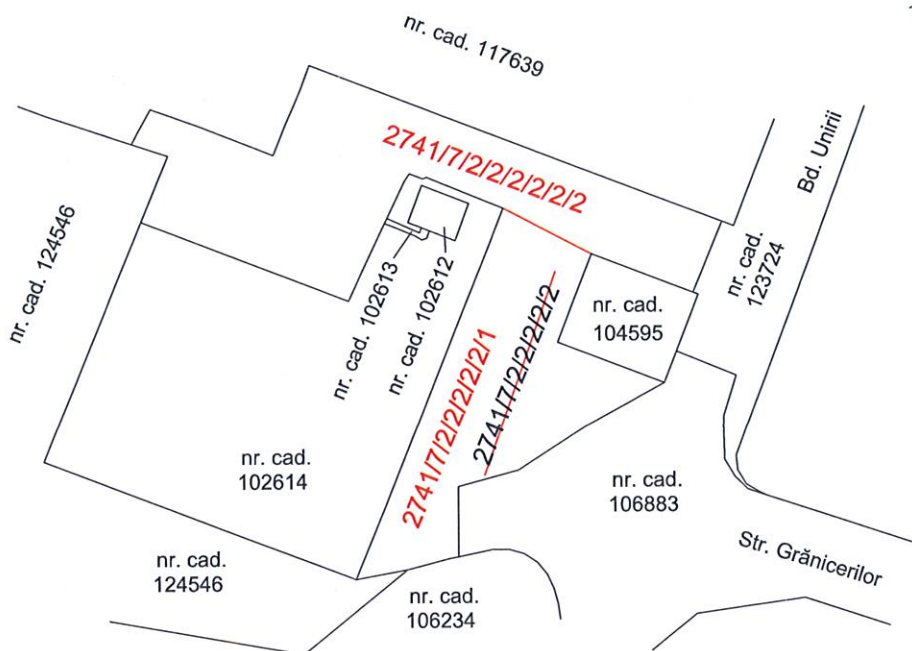 nr. cad. 117639
2741/7/2/2/2/2/2/2
Bd. Unirii
nr. cad. 124546
nr. cad. 102613
nr. cad. 102612
nr. cad.
123724
nr. cad.
104595
2741/7/2/2/2/2/2/1
2741/7/2/2/2/2/2
nr. cad.
102614
nr. cad.
106883
Str. Grănicerilor
nr. cad.
124546
nr. cad.
106234